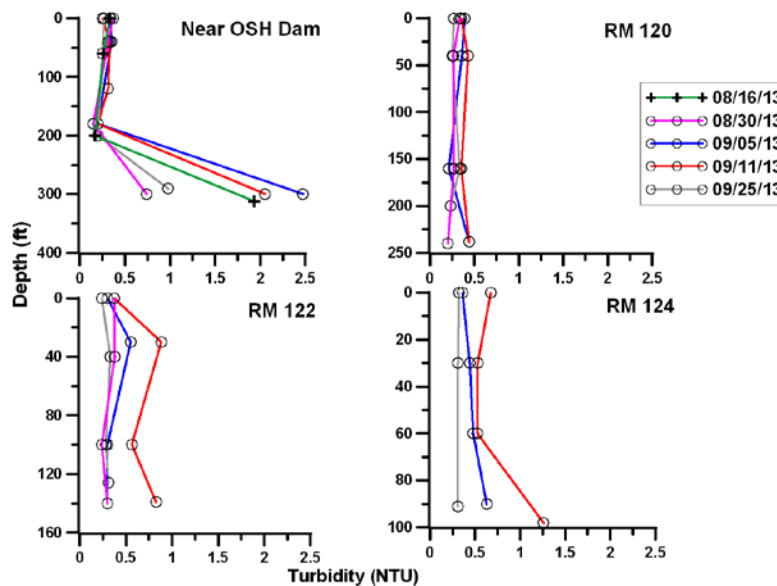 Near OSH Dam
0
100
200
300
400
0 0.5 1 1.5 2 2.5
RM 120
0
50
100
150
200
250
0 0.5 1 1.5 2 2.5
08/16/13
08/30/13
09/05/13
09/11/13
09/25/13
Depth (ft)
RM 122
0
40
80
120
160
0 0.5 1 1.5 2 2.5
RM 124
0
20
40
60
80
100
0 0.5 1 1.5 2 2.5
Turbidity (NTU)